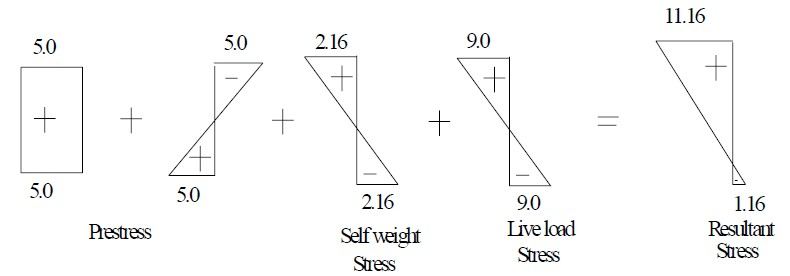 11.16
5.0 5.0 2.16 9.0
+ + - + + + + + = +
+ - - -
5.0 5.0 2.16 9.0 1.16
Prestress Self weight Live load Resultant
Stress Stress Stress